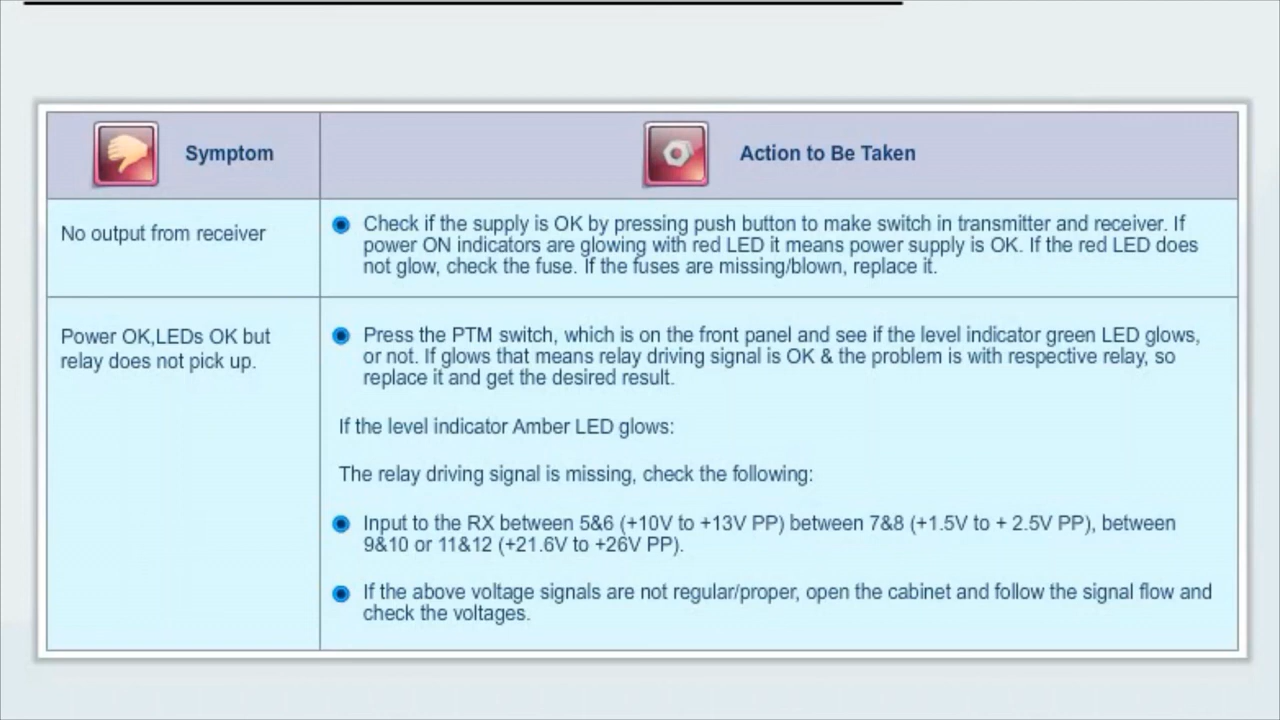 Symptom
Action to Be Taken
No output from receiver
Check if the supply is OK by pressing push button to make switch in transmitter and receiver. If
power ON indicators are glowing with red LED it means power supply is OK. If the red LED does
not glow, check the fuse. If the fuses are missing/blown, replace it.
Power OK,LEDs OK but
relay does not pick up.
Press the PTM switch, which is on the front panel and see if the level indicator green LED glows,
or not. If glows that means relay driving signal is OK & the problem is with respective relay, so
replace it and get the desired result.
If the level indicator Amber LED glows:
The relay driving signal is missing, check the following:
Input to the RX between 5&6 (+10V to +13V PP) between 7&8 (+1.5V to + 2.5V PP), between
9&10 or 11&12 (+21.6V to +26V PP).
If the above voltage signals are not regular/proper, open the cabinet and follow the signal flow and
check the voltages.